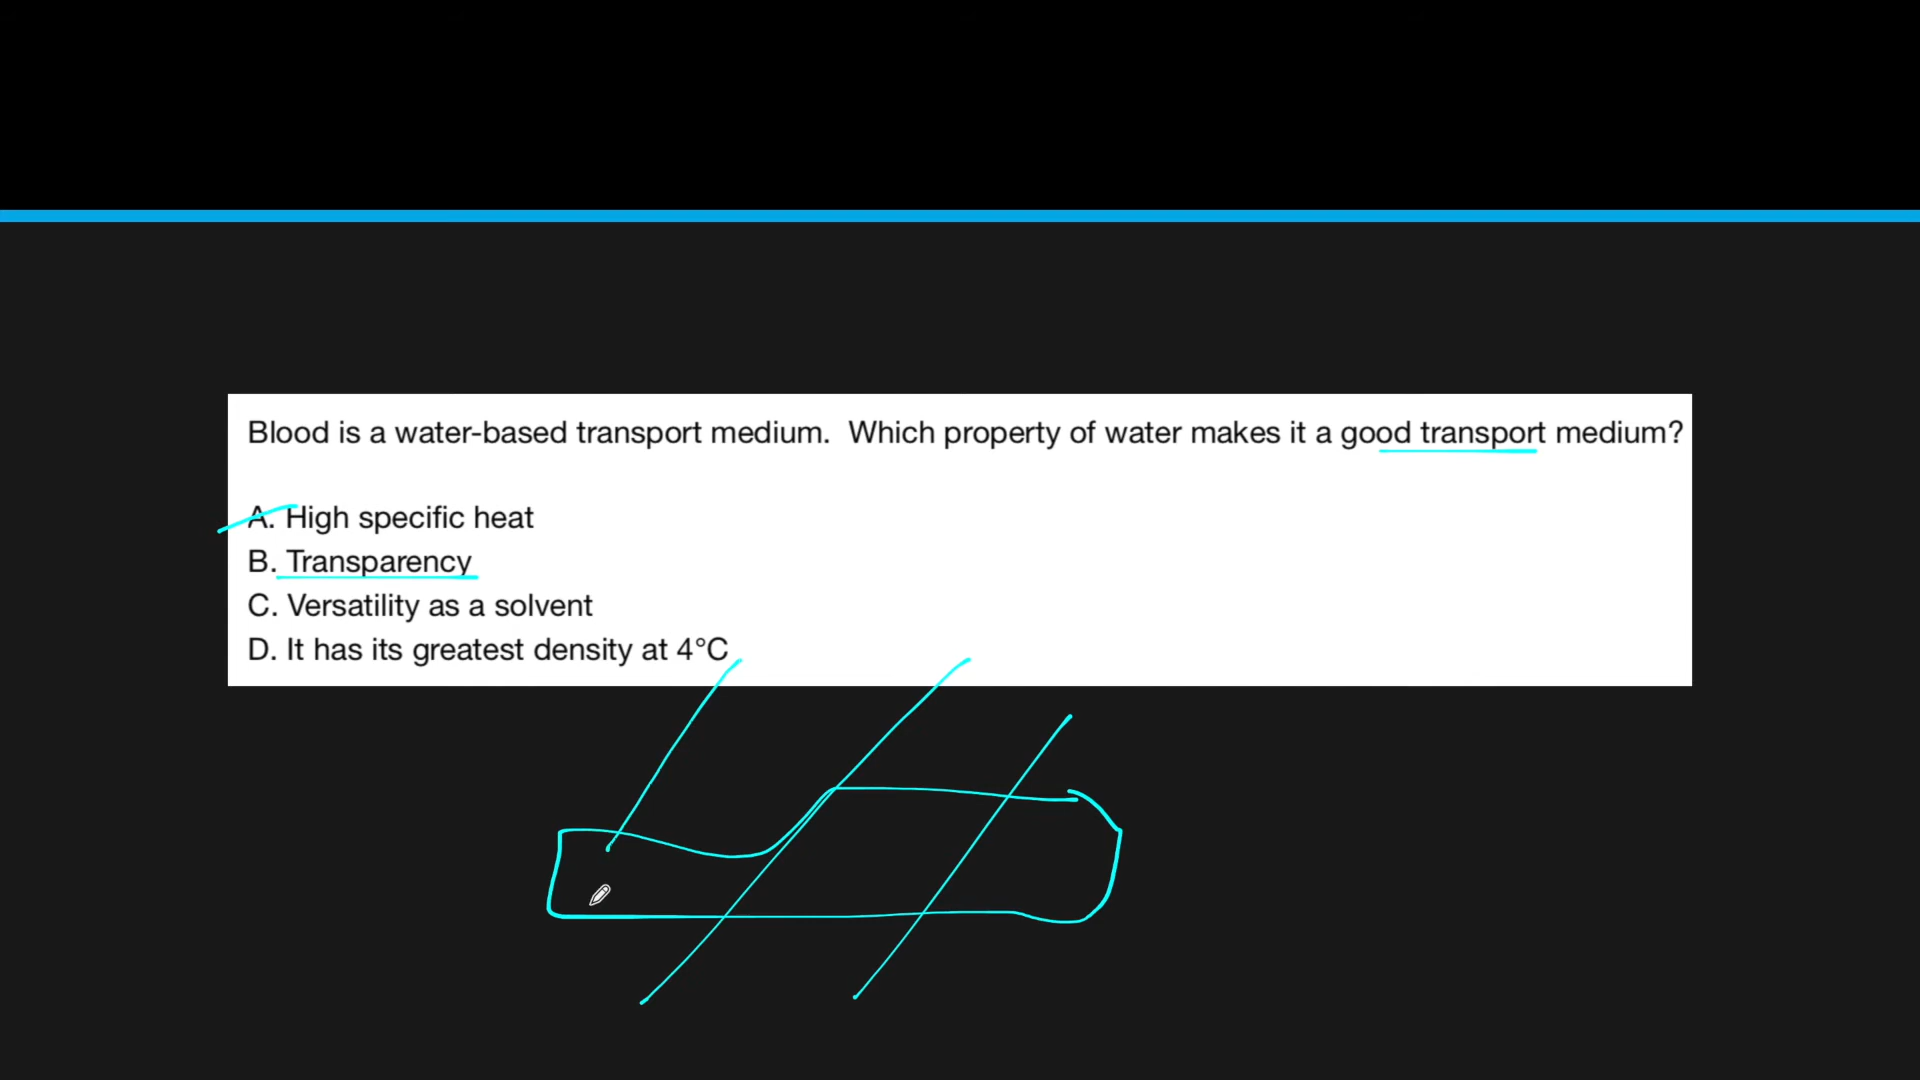 Blood is a water-based transport medium.  Which property of water makes it a good transport medium?
A. High specific heat
B. Transparency
C. Versatility as a solvent
D. It has its greatest density at 4°C